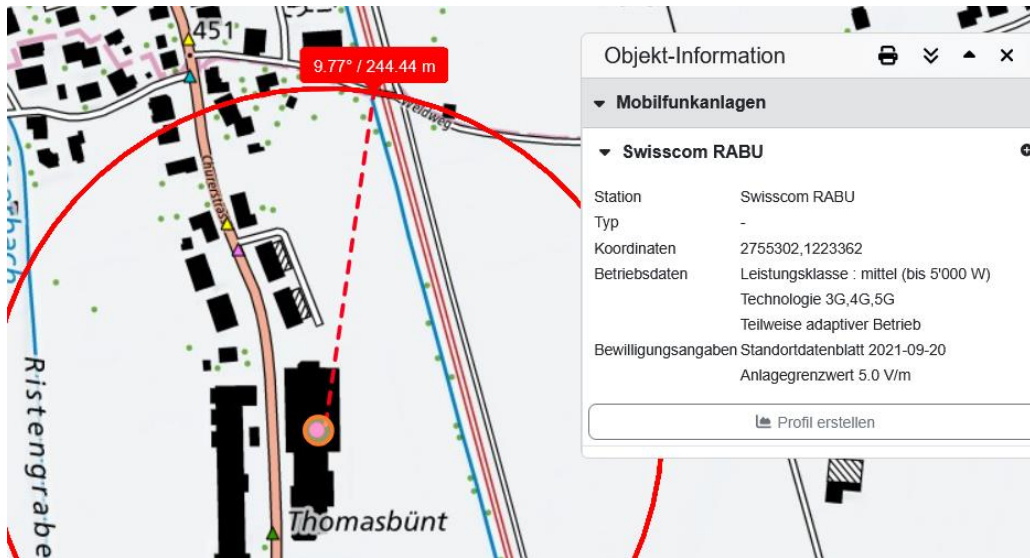 451
9.77° / 244.44 m
Weidweg
Chürerstrass
Ristengrabe
Thomasbünt
Objekt-Information
Mobilfunkanlagen
Swisscom RABU
Station Swisscom RABU
Typ -
Koordinaten 2755302,1223362
Betriebsdaten Leistungsklasse : mittel (bis 5'000 W)
Technologie 3G,4G,5G
Teilweise adaptiver Betrieb
Bewilligungsangaben Standortdatenblatt 2021-09-20
Anlagegrenzwert 5.0 V/m
Profil erstellen